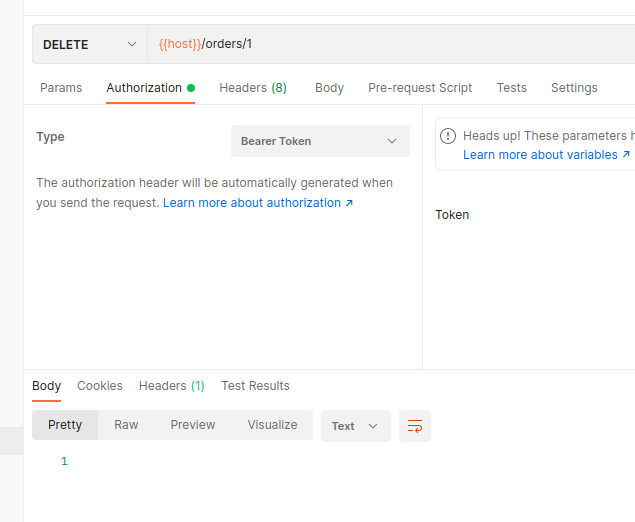 DELETE {{host}}/orders/1
Params Authorization Headers (8) Body Pre-request Script Tests Settings
Type Bearer Token
The authorization header will be automatically generated when
you send the request. Learn more about authorization ↗
Heads up! These parameters h
Learn more about variables ↗
Token
Body Cookies Headers (1) Test Results
Pretty Raw Preview Visualize Text
1